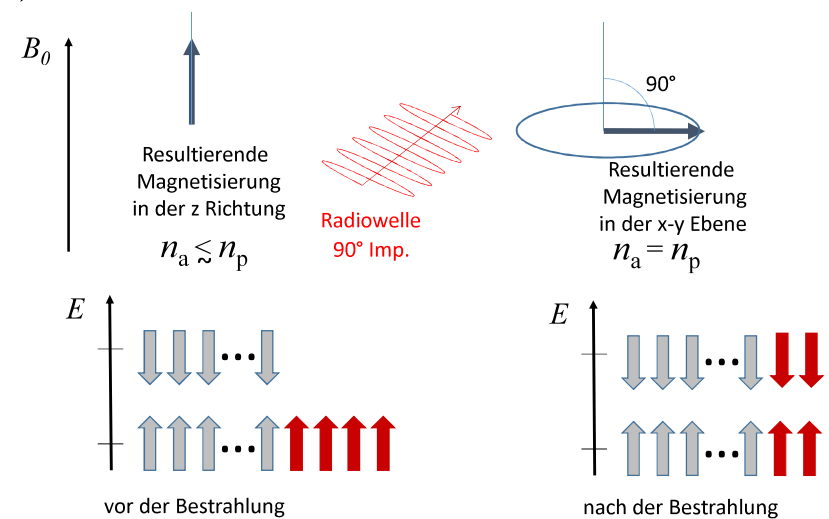 B₀
Resultierende
Magnetisierung
in der z Richtung
nₐ ≲ nₚ
Radiowelle
90° Imp.
90°
Resultierende
Magnetisierung
in der x-y Ebene
nₐ = nₚ
E
...
...
vor der Bestrahlung
E
...
...
nach der Bestrahlung